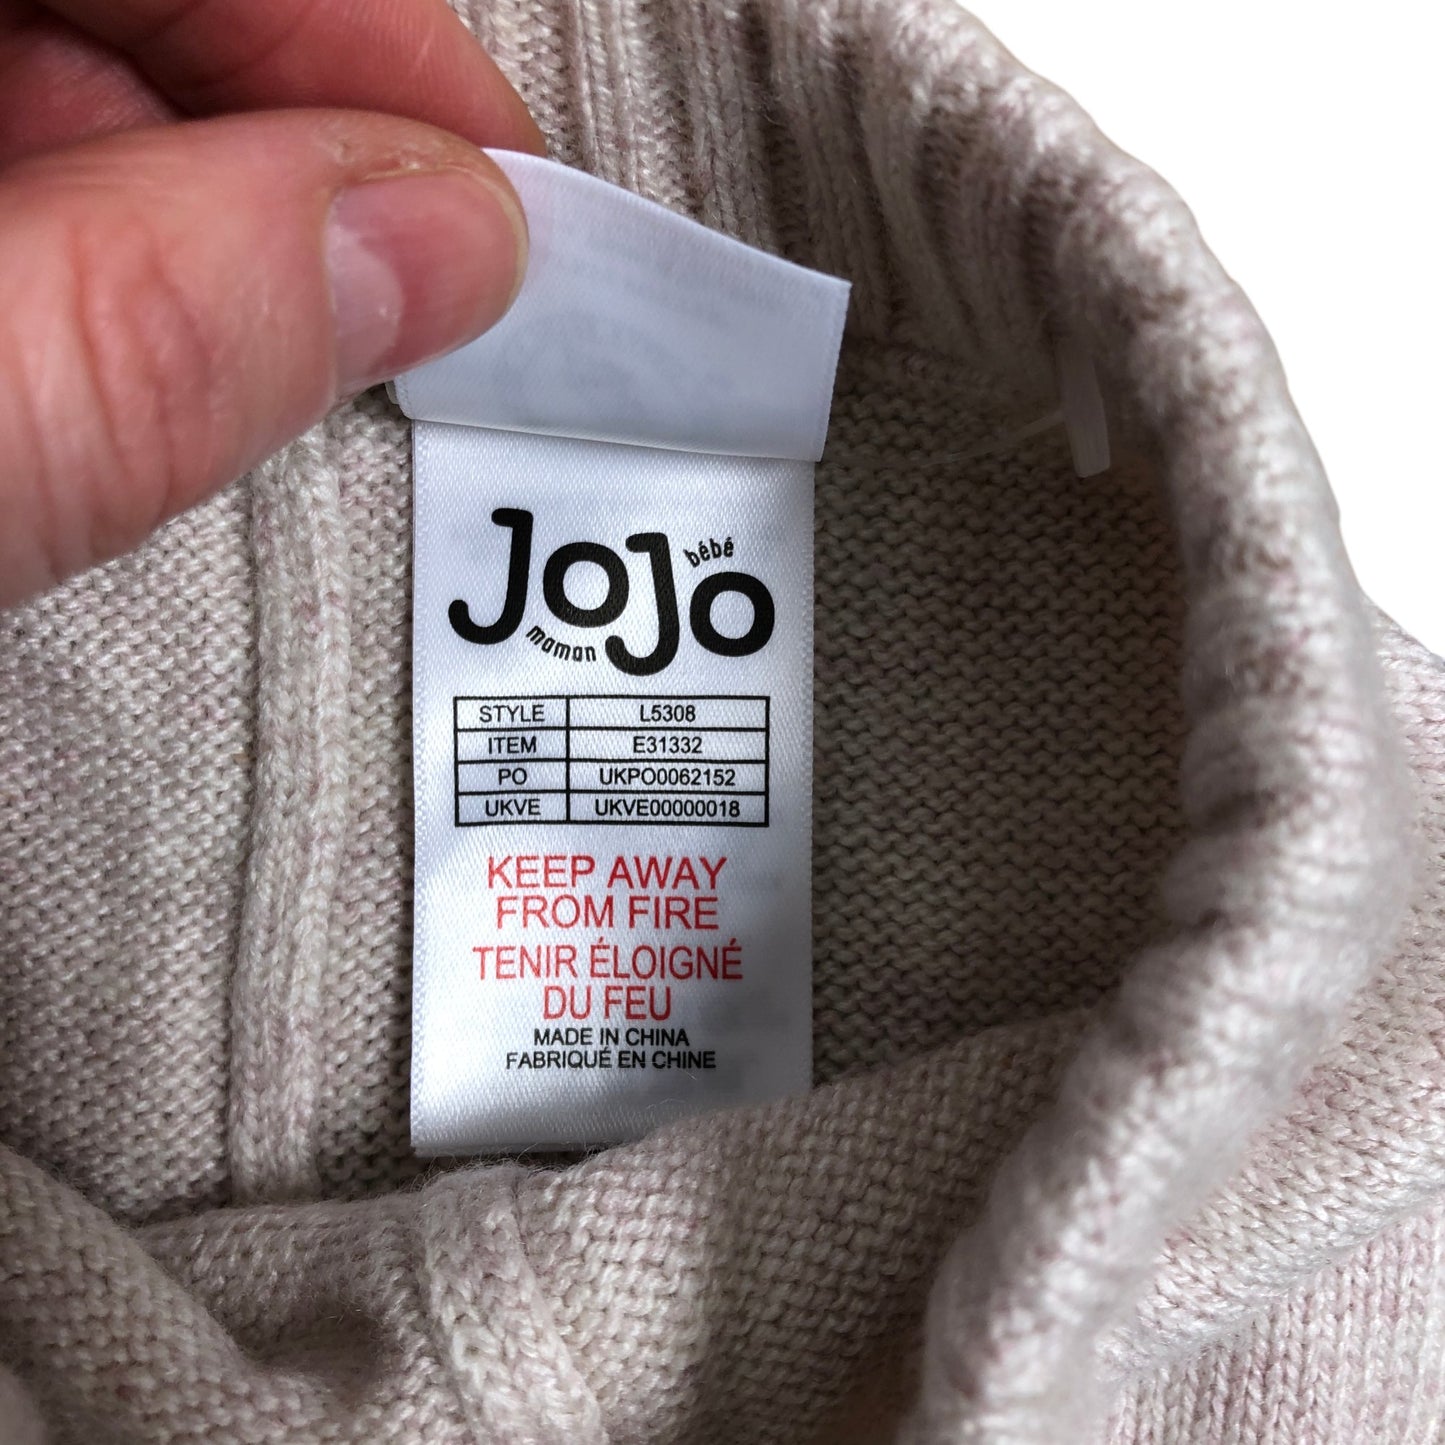 JoJo
maman
bébé
STYLE L5308
ITEM E31332
PO UKPO0062152
UKVE UKVE00000018
KEEP AWAY
FROM FIRE
TENIR ÉLOIGNÉ
DU FEU
MADE IN CHINA
FABRIQUÉ EN CHINE